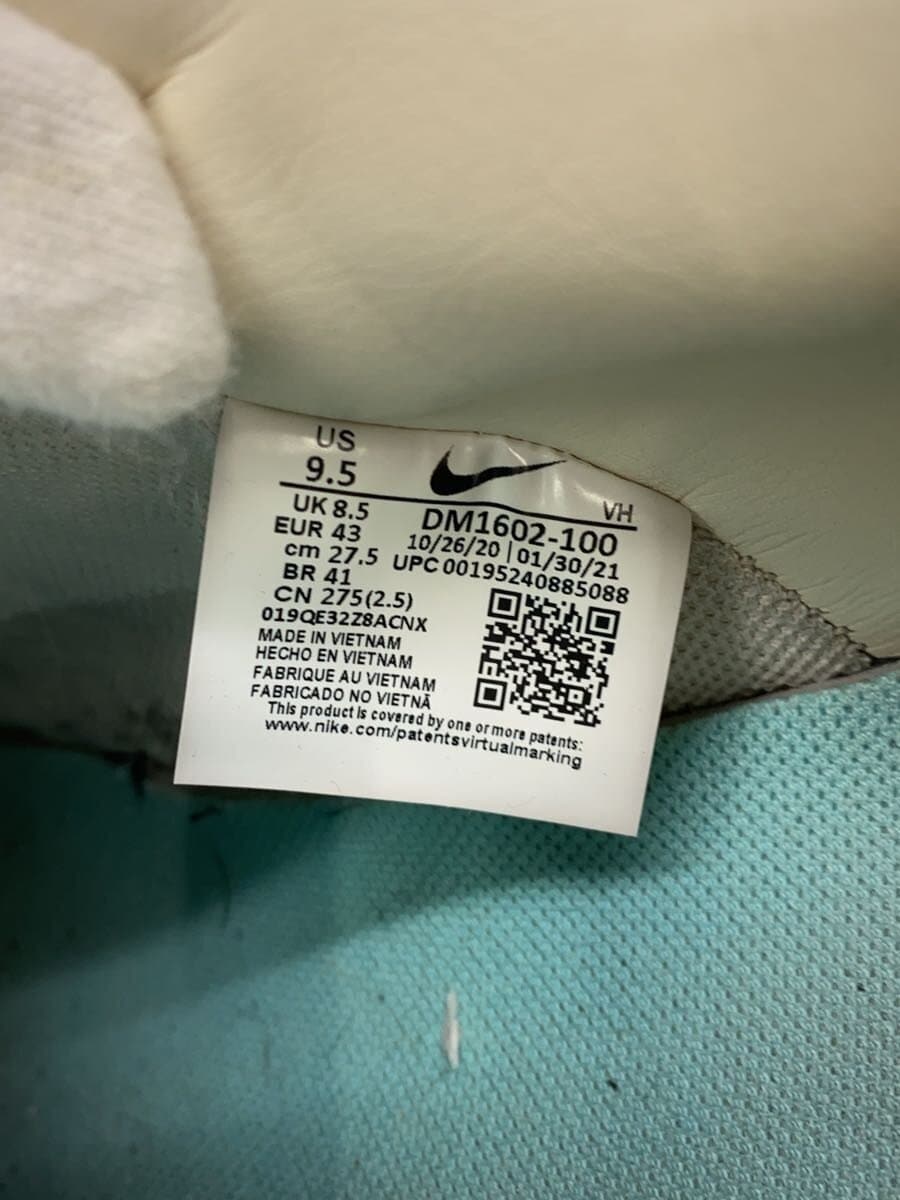 US
9.5
VH
UK 8.5
EUR 43
cm 27.5
BR 41
CN 275(2.5)
DM1602-100
10/26/20 | 01/30/21
UPC 00195240885088
019QE32Z8ACNX
MADE IN VIETNAM
HECHO EN VIETNAM
FABRIQUE AU VIETNAM
FABRICADO NO VIETNÃ
This product is covered by one or more patents:
www.nike.com/patentsvirtualmarking